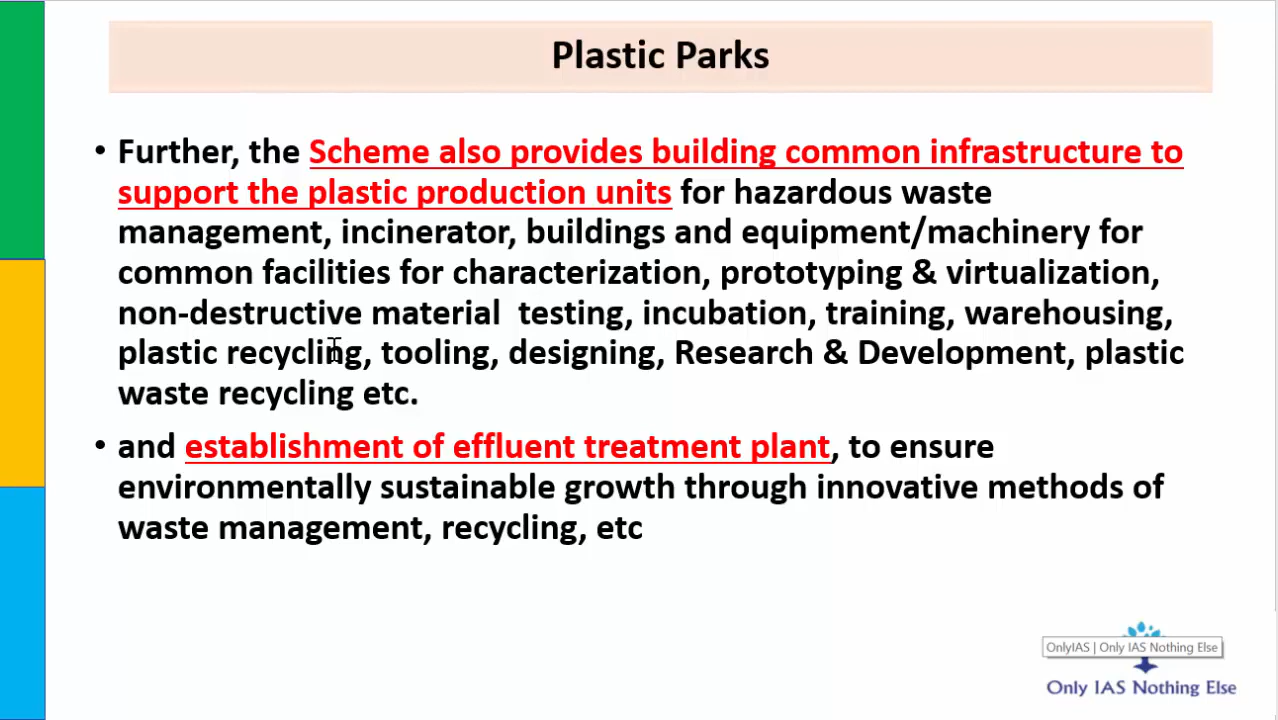 Plastic Parks
• Further, the Scheme also provides building common infrastructure to
support the plastic production units for hazardous waste
management, incinerator, buildings and equipment/machinery for
common facilities for characterization, prototyping & virtualization,
non-destructive material testing, incubation, training, warehousing,
plastic recycling, tooling, designing, Research & Development, plastic
waste recycling etc.
• and establishment of effluent treatment plant, to ensure
environmentally sustainable growth through innovative methods of
waste management, recycling, etc
OnlyIAS | Only IAS Nothing Else
Only IAS Nothing Else